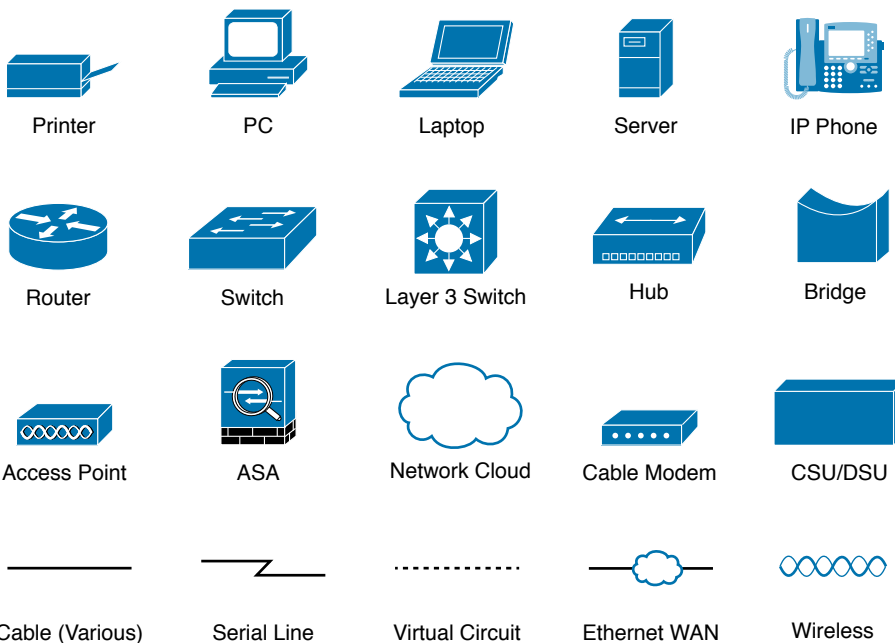 Printer
PC
Laptop
Server
IP Phone
Router
Switch
Layer 3 Switch
Hub
Bridge
Access Point
ASA
Network Cloud
Cable Modem
CSU/DSU
Cable (Various)
Serial Line
Virtual Circuit
Ethernet WAN
Wireless